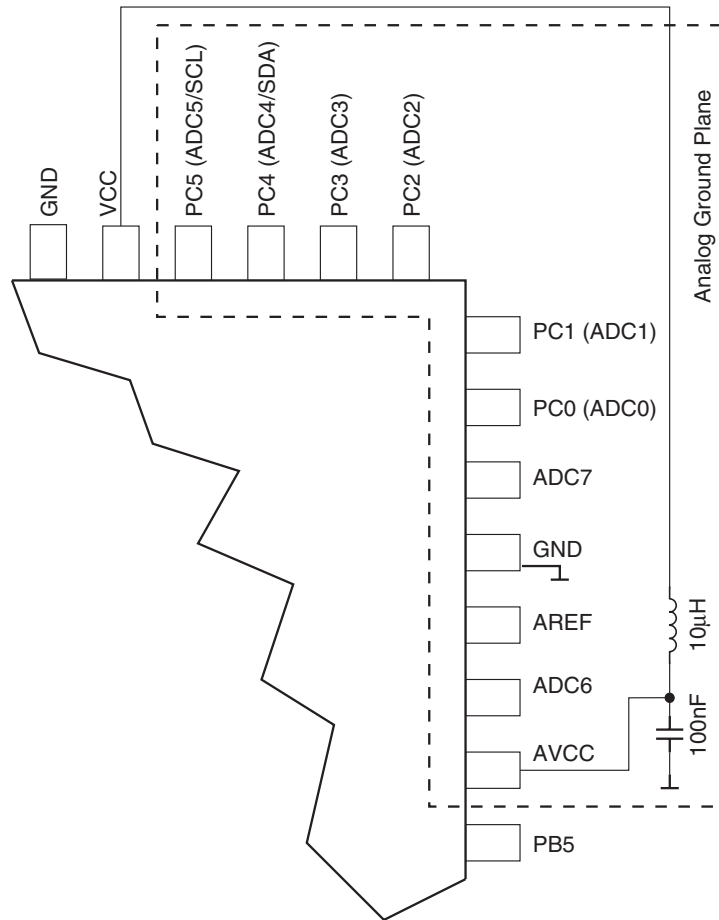 GND
VCC
PC5 (ADC5/SCL)
PC4 (ADC4/SDA)
PC3 (ADC3)
PC2 (ADC2)
Analog Ground Plane
PC1 (ADC1)
PC0 (ADC0)
ADC7
GND
AREF
ADC6
AVCC
PB5
10μH
100nF